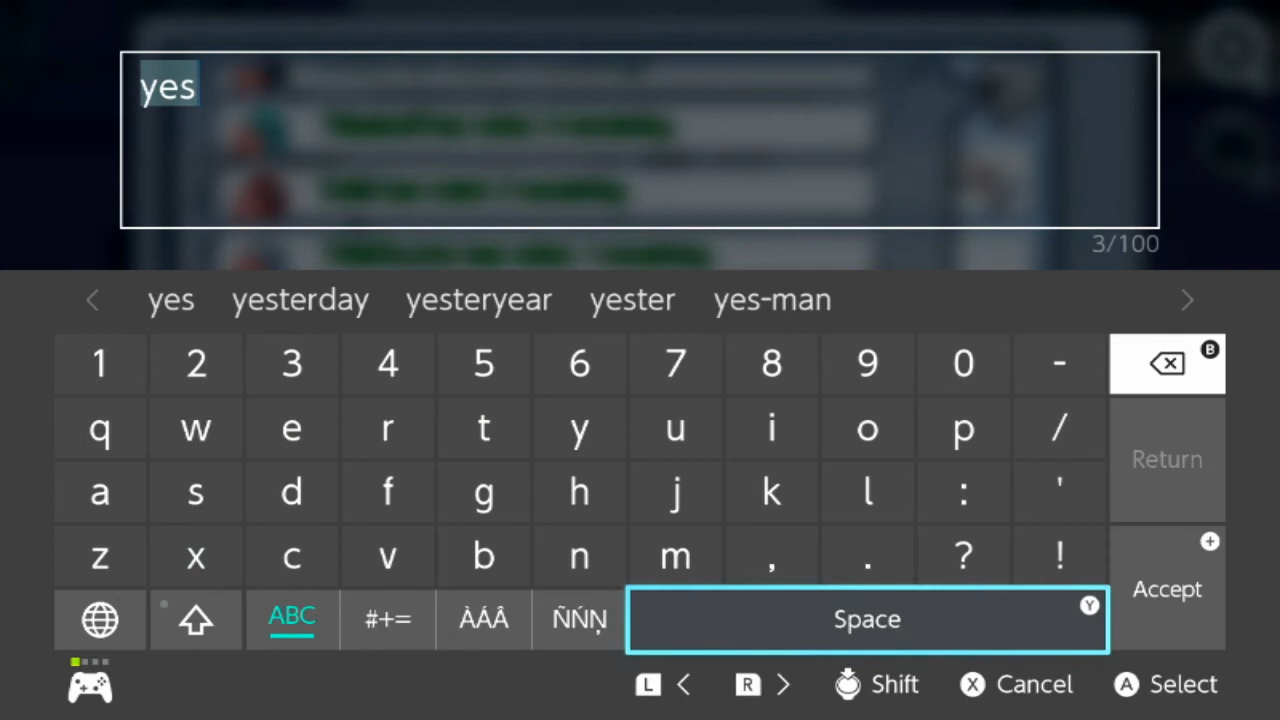 yes
3/100
yes yesterday yesteryear yester yes-man
1 2 3 4 5 6 7 8 9 0 - B
q w e r t y u i o p /
Return
a s d f g h j k l : '
z x c v b n m , . ? !
Accept
ABC #+= ÀÁÂ ÑŃŅ Space Y
L < R > Shift X Cancel A Select